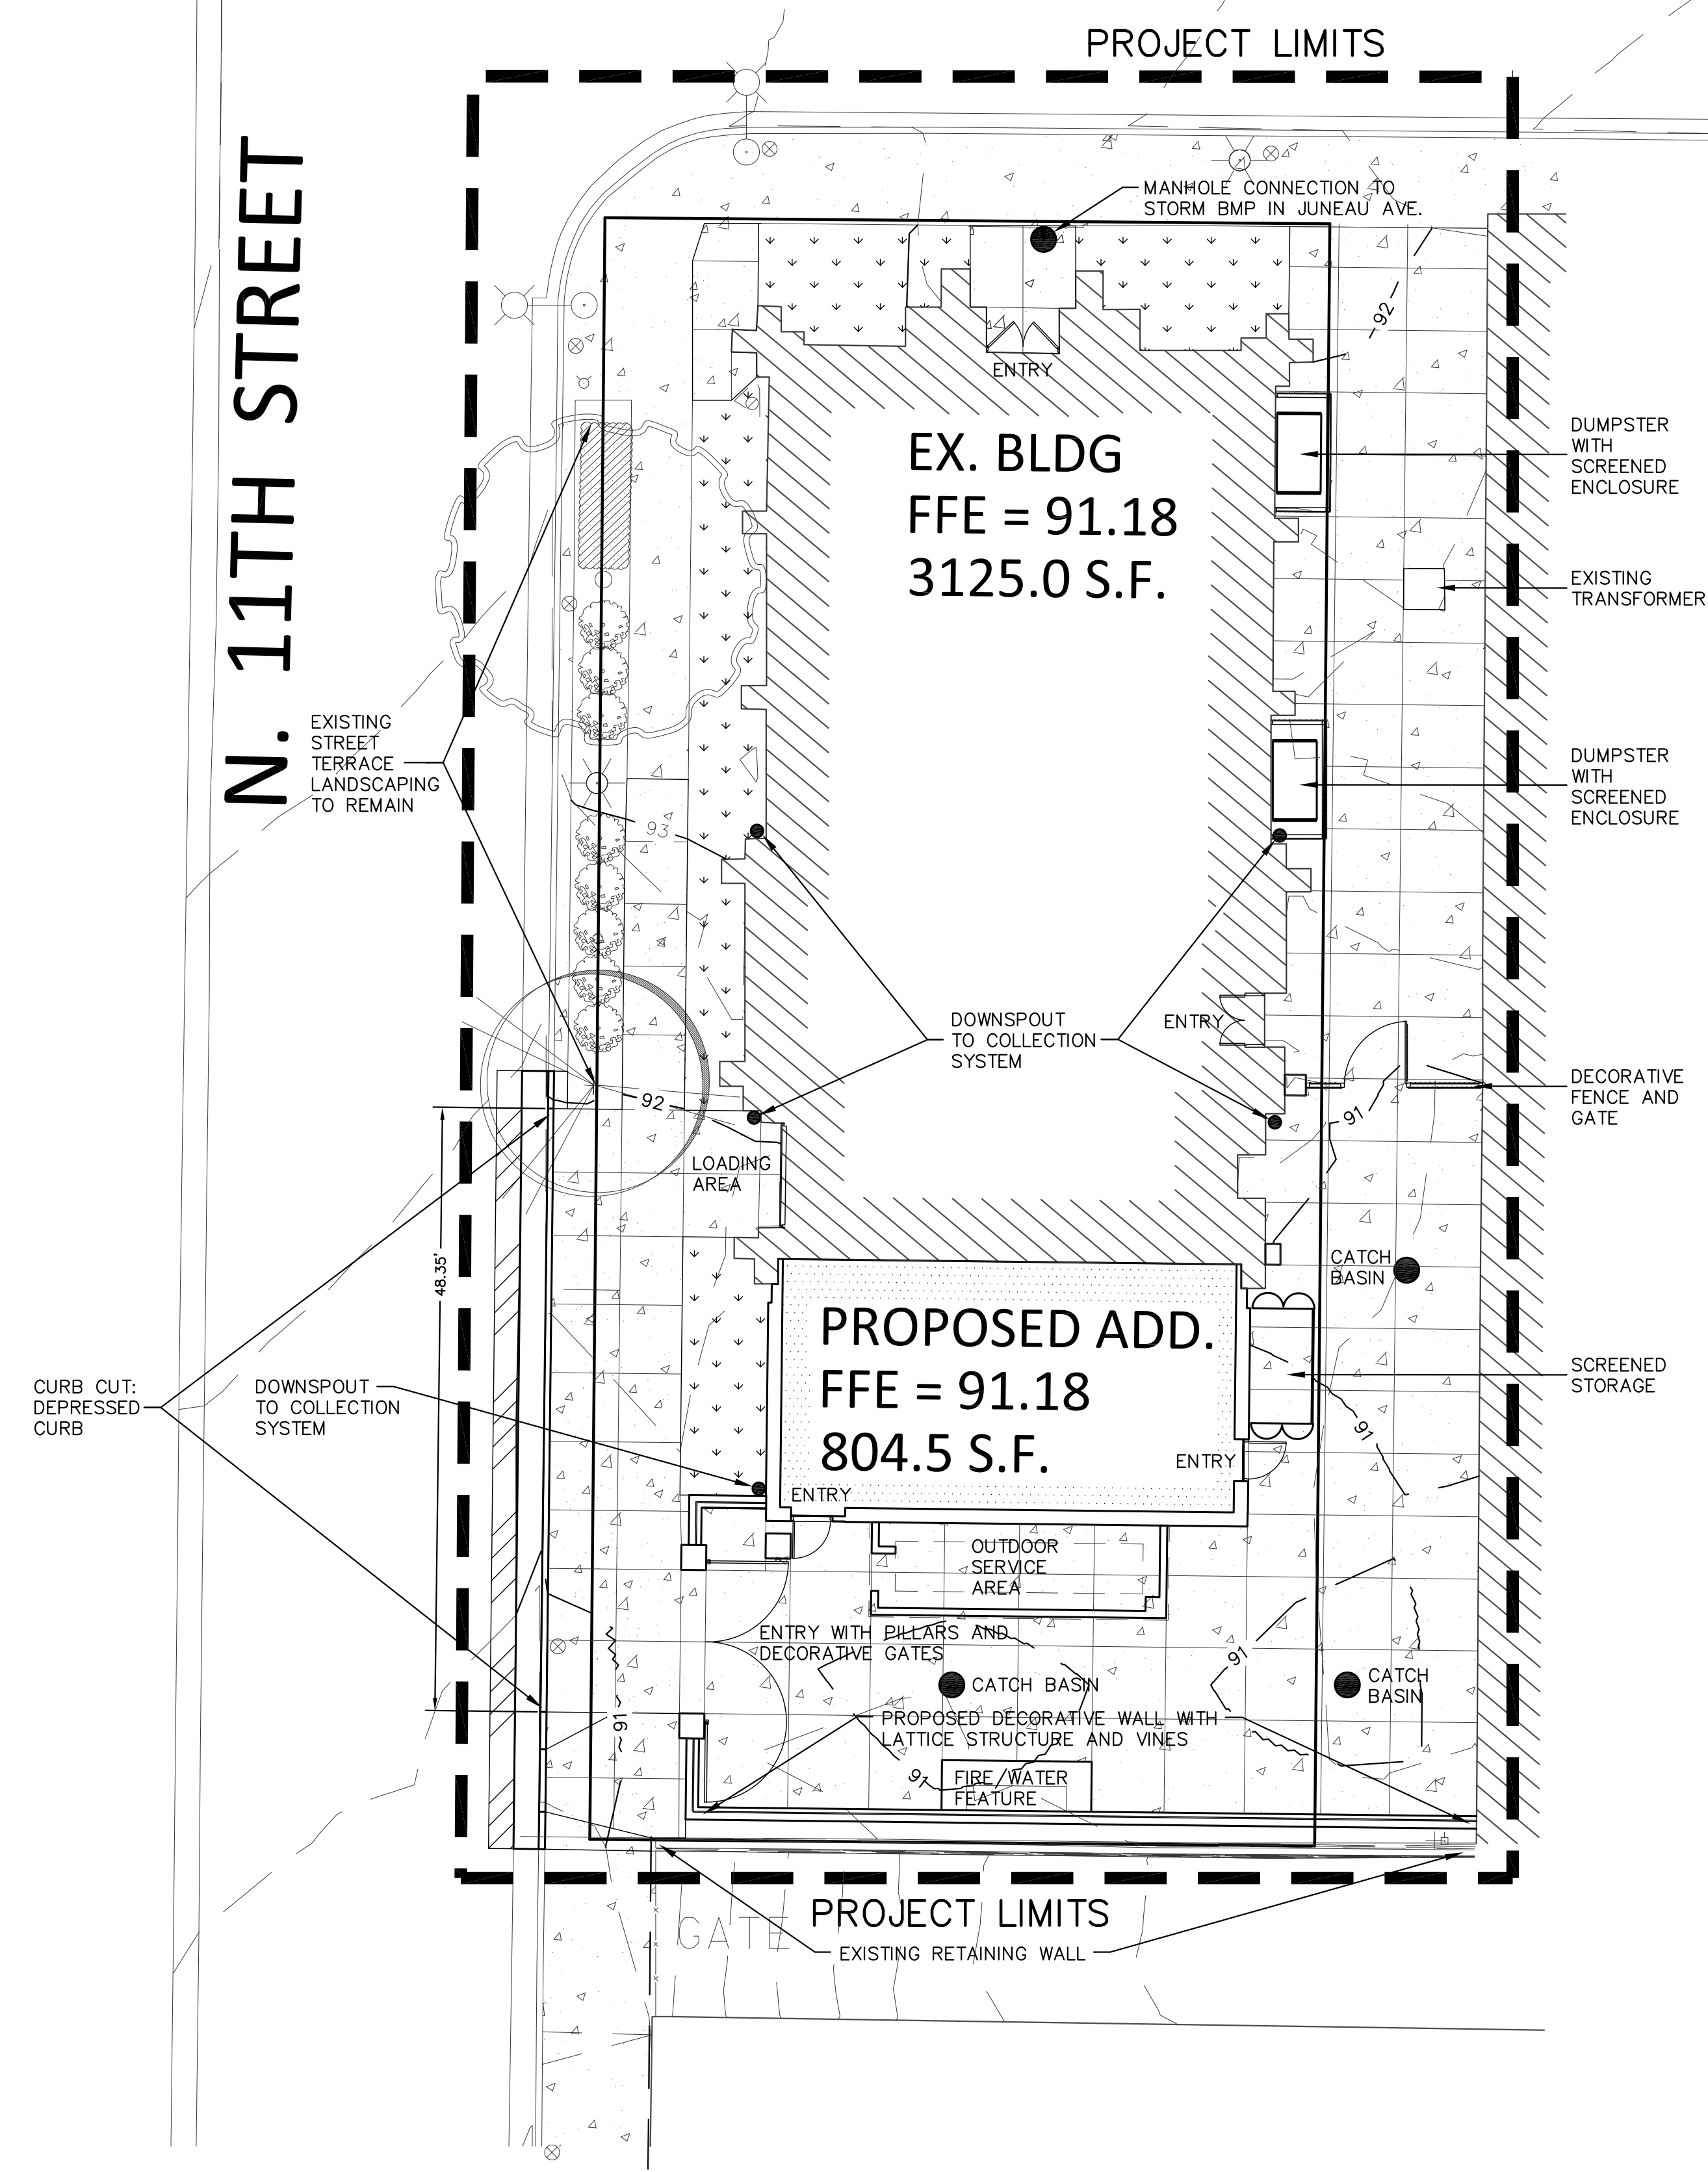 PROJECT LIMITS
N. 11TH STREET
MANHOLE CONNECTION TO
STORM BMP IN JUNEAU AVE.
92
ENTRY
EX. BLDG
FFE = 91.18
3125.0 S.F.
DUMPSTER
WITH
SCREENED
ENCLOSURE
EXISTING
TRANSFORMER
EXISTING
STREET
TERRACE
LANDSCAPING
TO REMAIN
DUMPSTER
WITH
SCREENED
ENCLOSURE
93
DOWNSPOUT
TO COLLECTION
SYSTEM
ENTRY
92
91
DECORATIVE
FENCE AND
GATE
LOADING
AREA
48.35'
CATCH
BASIN
PROPOSED ADD.
FFE = 91.18
804.5 S.F.
CURB CUT:
DEPRESSED
CURB
DOWNSPOUT
TO COLLECTION
SYSTEM
SCREENED
STORAGE
91
ENTRY
ENTRY
OUTDOOR
SERVICE
AREA
ENTRY WITH PILLARS AND
DECORATIVE GATES
91
CATCH BASIN
CATCH
BASIN
91
PROPOSED DECORATIVE WALL WITH
LATTICE STRUCTURE AND VINES
91
FIRE/WATER
FEATURE
PROJECT LIMITS
GATE
EXISTING RETAINING WALL